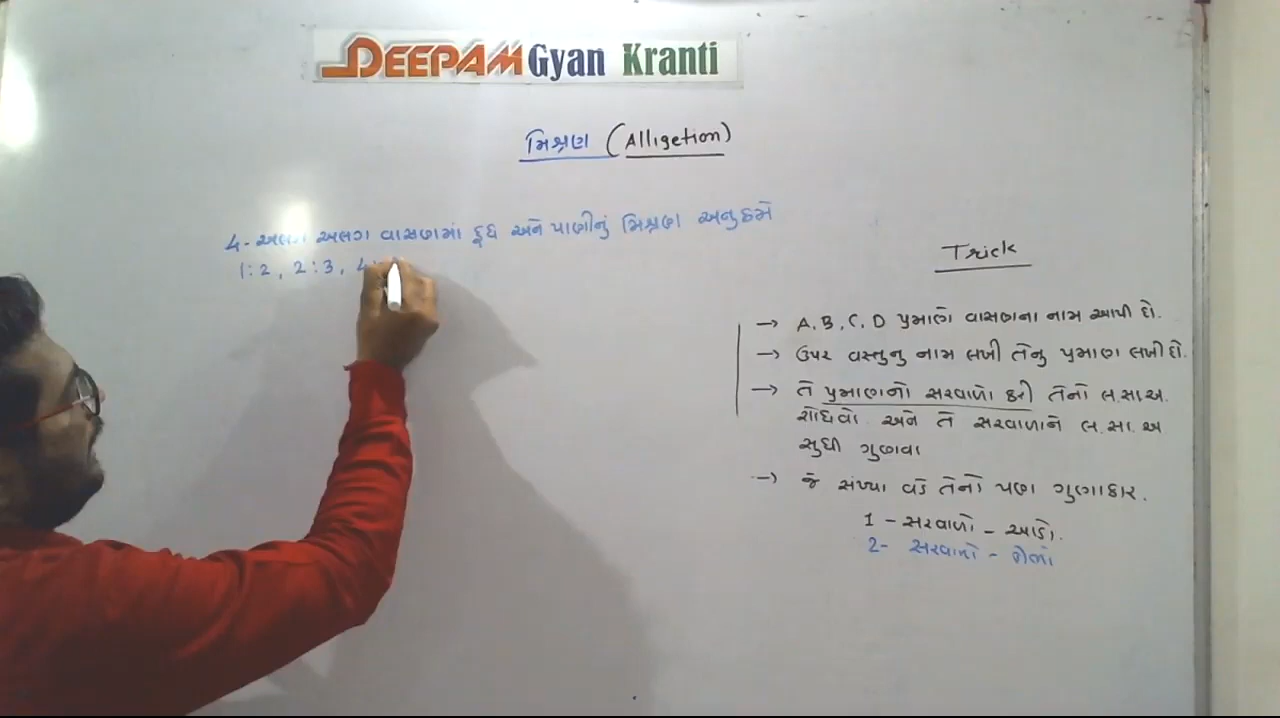 DEEPAM Gyan Kranti
મિશ્રણ (Alligetion)
4 - અલગ અલગ વાસણમાં દૂધ અને પાણીનું મિશ્રણ અનુક્રમે
1:2, 2:3, 4:
Trick
→ A, B, C, D પ્રમાણે વાસણના નામ આપી દો.
→ ઉપર વસ્તુનુ નામ લખી તેનુ પ્રમાણ લખી દો.
→ તે પ્રમાણનો સરવાળો કરી તેનો લ.સા.અ.
શોધવો અને તે સરવાળાને લ.સા.અ
સુધી ગુણવા
→ જે સંખ્યા વડે તેનો પણ ગુણાકાર.
1 - સરવાળો - આડો.
2- સરવાળો -